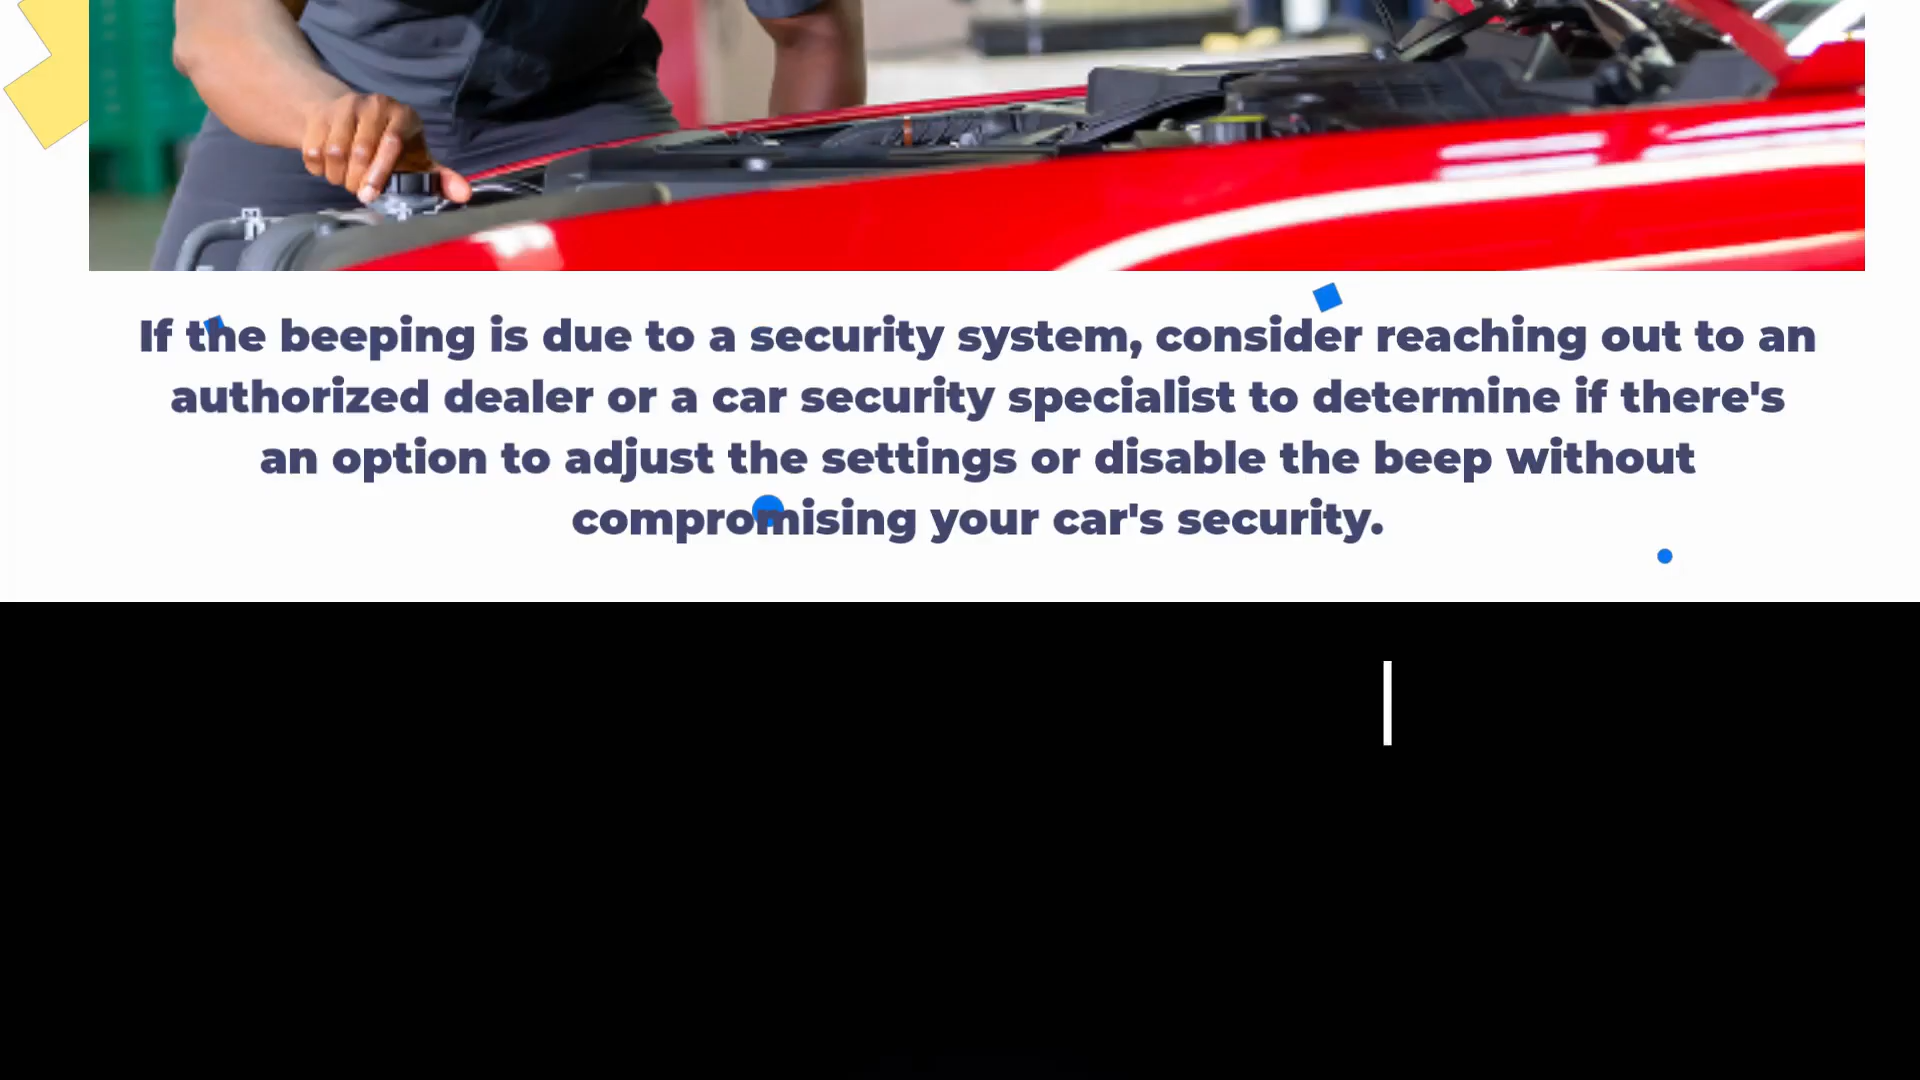 If the beeping is due to a security system, consider reaching out to an
authorized dealer or a car security specialist to determine if there's
an option to adjust the settings or disable the beep without
compromising your car's security.